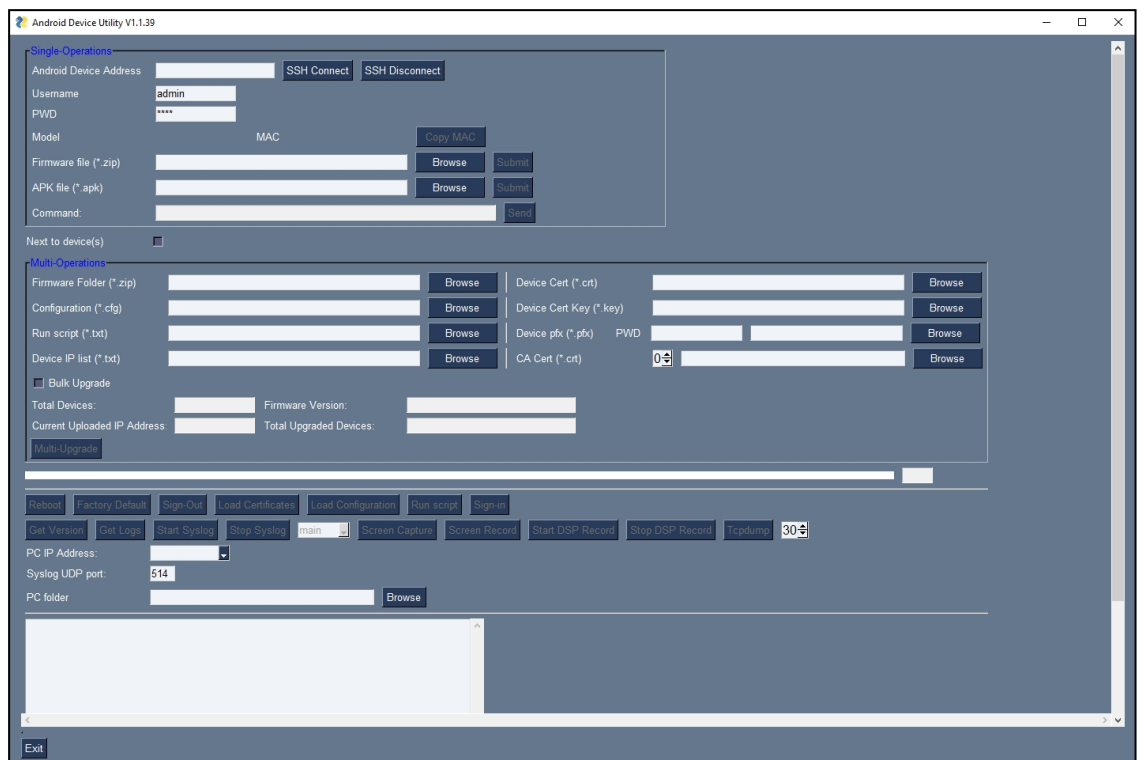 Android Device Utility V1.1.39
Single-Operations
Android Device Address SSH Connect SSH Disconnect
Username admin
PWD ****
Model MAC Copy MAC
Firmware file (*.zip) Browse Submit
APK file (*.apk) Browse Submit
Command: Send
Next to device(s)
Multi-Operations
Firmware Folder (*.zip) Browse Device Cert (*.crt) Browse
Configuration (*.cfg) Browse Device Cert Key (*.key) Browse
Run script (*.txt) Browse Device pfx (*.pfx) PWD Browse
Device IP list (*.txt) Browse CA Cert (*.crt) 0 Browse
Bulk Upgrade
Total Devices: Firmware Version:
Current Uploaded IP Address Total Upgraded Devices:
Multi-Upgrade
Reboot Factory Default Sign-Out Load Certificates Load Configuration Run script Sign-in
Get Version Get Logs Start Syslog Stop Syslog main Screen Capture Screen Record Start DSP Record Stop DSP Record Tcpdump 30
PC IP Address:
Syslog UDP port: 514
PC folder Browse
Exit